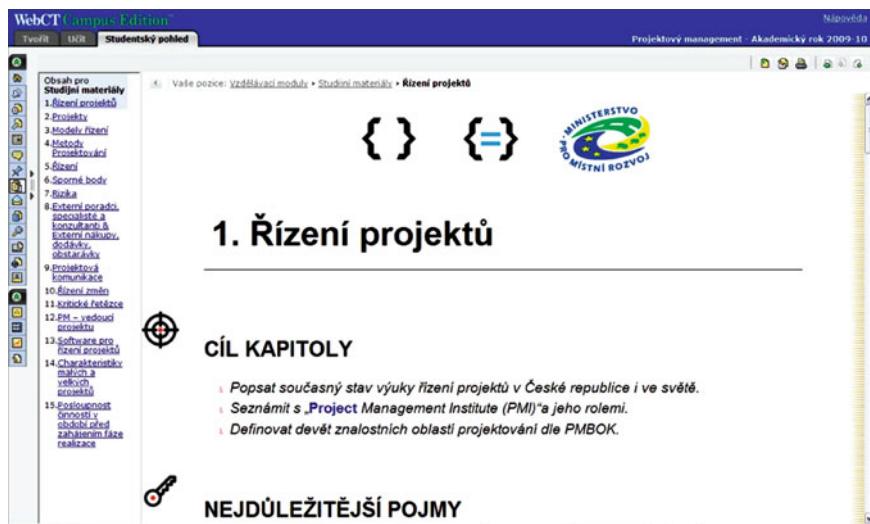 WebCT Campus Edition
Nápověda
Tvořit Učit Studentský pohled
Projektový management - Akademický rok 2009-10
Obsah pro
Studijní materiály
1.Řízení projektů
2.Projekty
3.Modely řízení
4.Metody
Projektování
5.Řízení
6.Sporné body
7.Rizika
8.Externí poradci,
specialisté a
konzultanti &
Externí nákupy,
dodávky,
obstarávky
9.Projektová
komunikace
10.Řízení změn
11.Kritické řetězce
12.PM – vedoucí
projektu
13.Software pro
řízení projektů
14.Charakteristiky
malých a
velkých
projektů
15.Posloupnost
činností v
období před
zahájením fáze
realizace
Vaše pozice: Vzdělávací moduly › Studijní materiály › Řízení projektů
{ } {=}
MINISTERSTVO
PRO MÍSTNÍ ROZVOJ
1. Řízení projektů
CÍL KAPITOLY
Popsat současný stav výuky řízení projektů v České republice i ve světě.
Seznámit s „Project Management Institute (PMI)“a jeho rolemi.
Definovat devět znalostních oblastí projektování dle PMBOK.
NEJDŮLEŽITĚJŠÍ POJMY